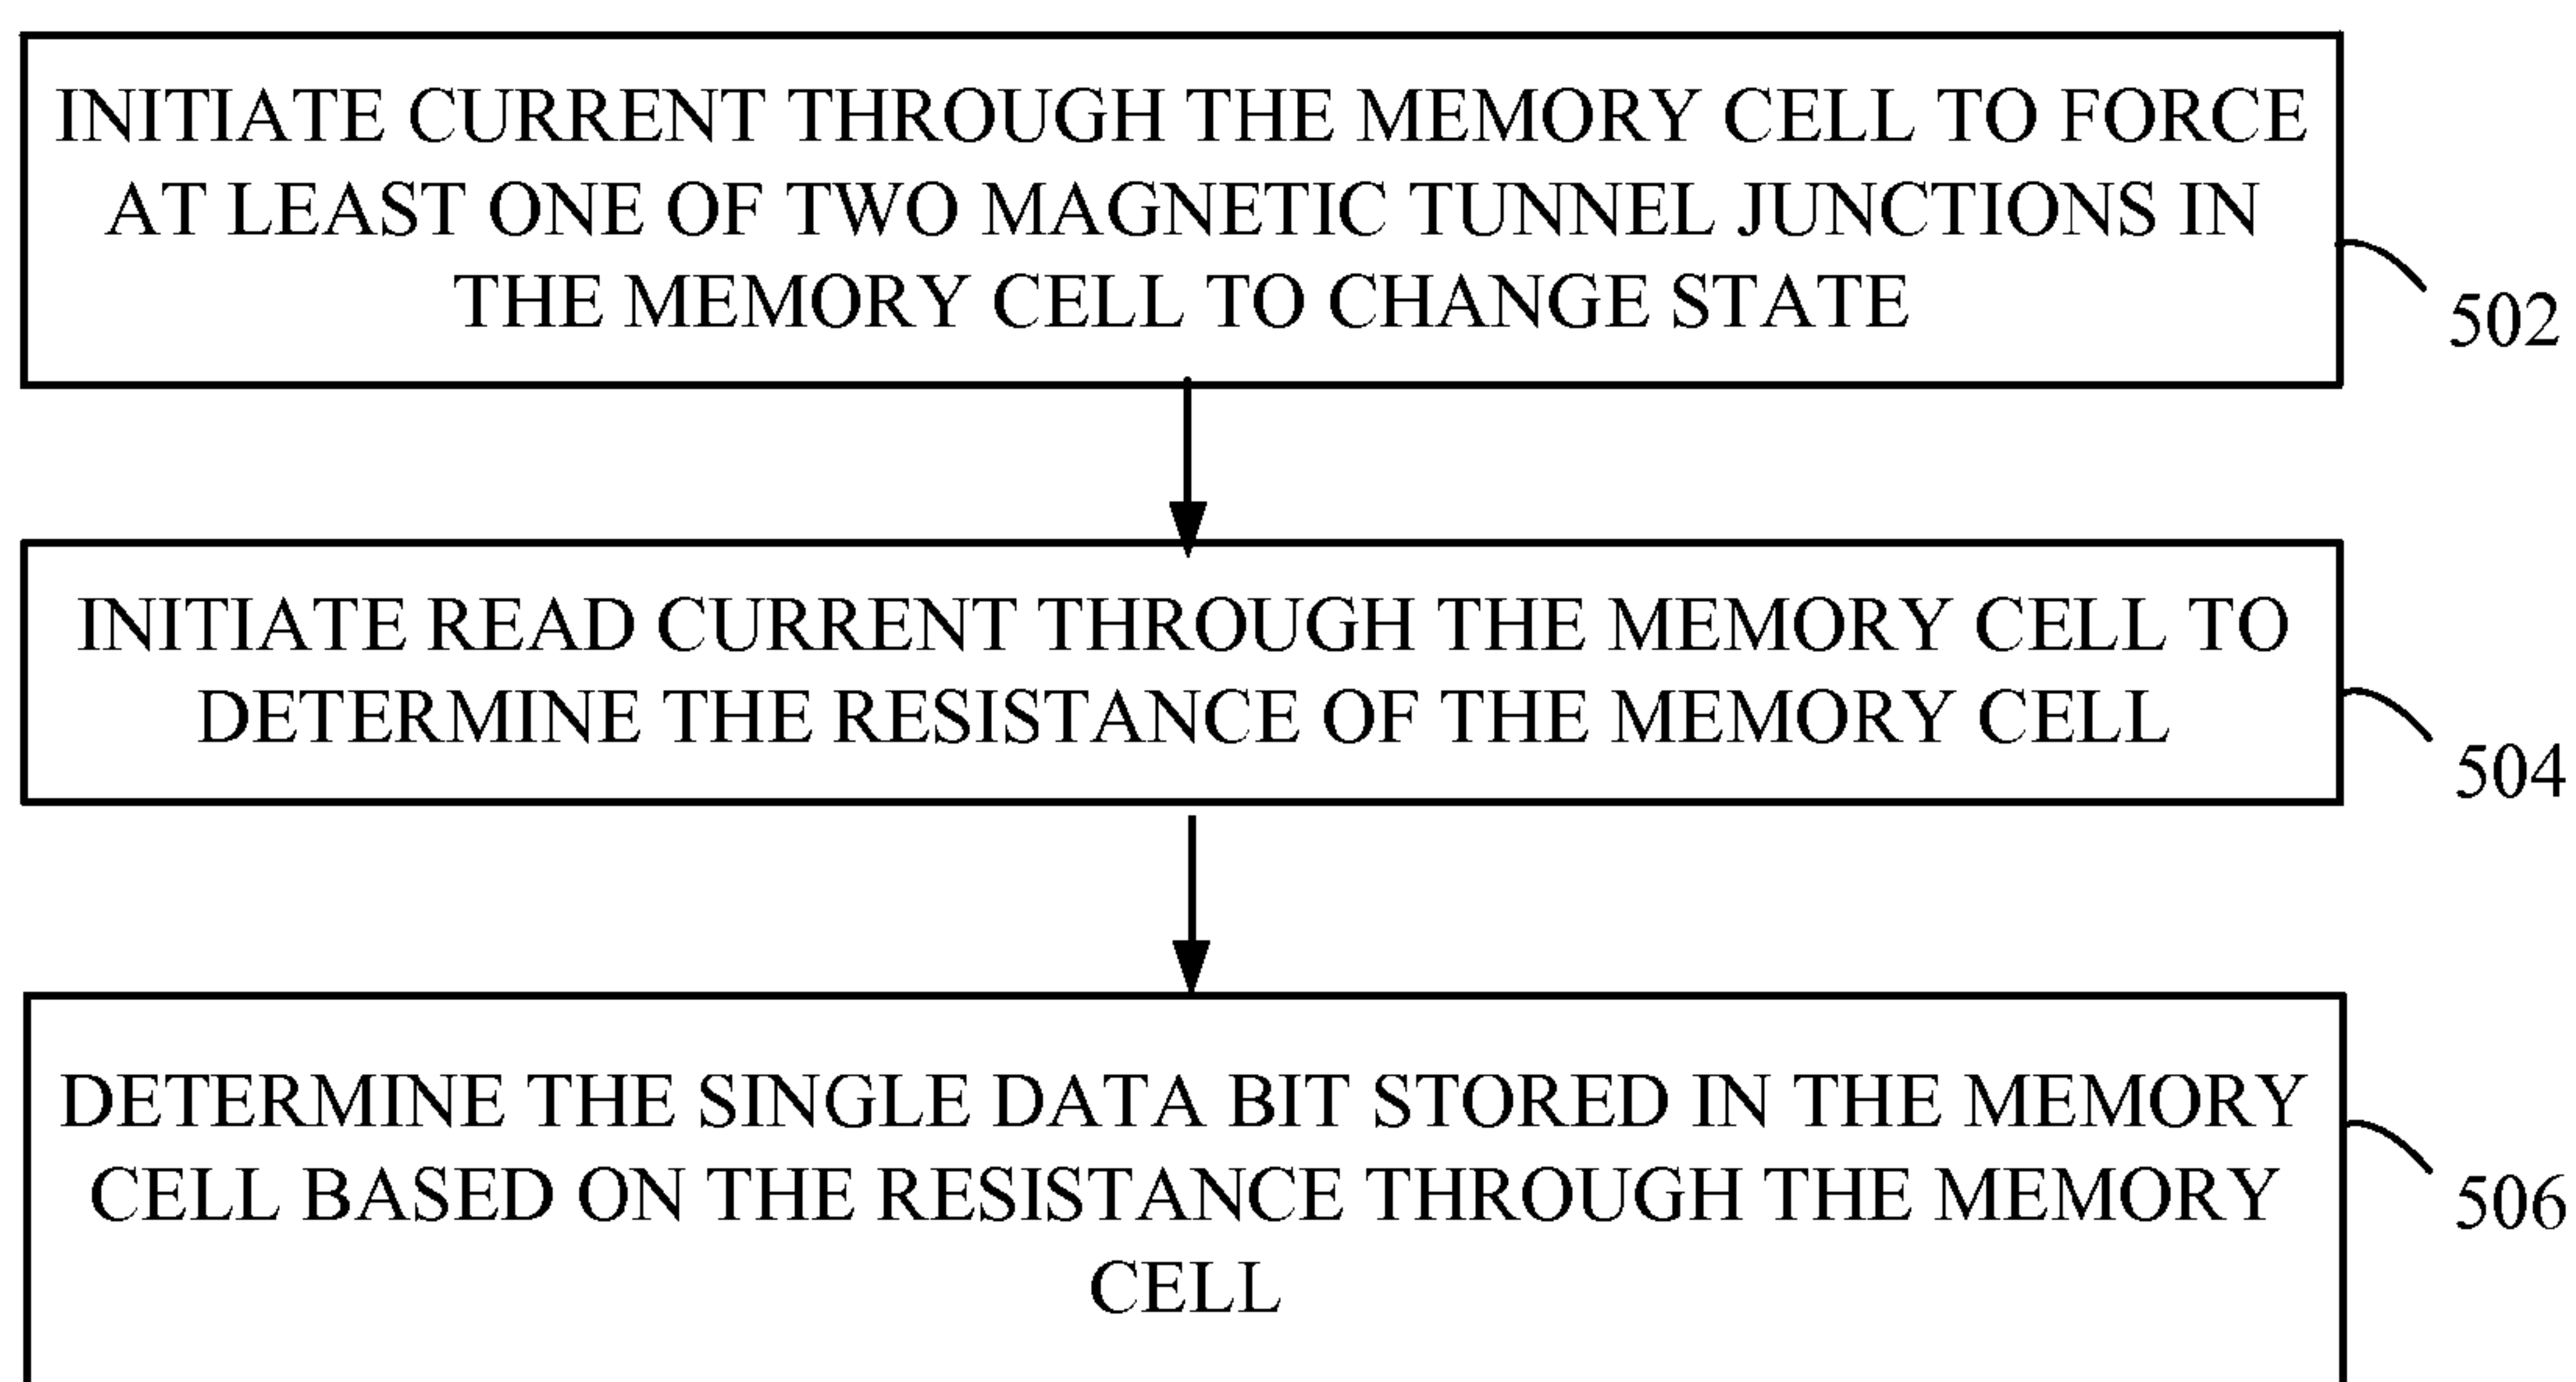 INITIATE CURRENT THROUGH THE MEMORY CELL TO FORCE
AT LEAST ONE OF TWO MAGNETIC TUNNEL JUNCTIONS IN
THE MEMORY CELL TO CHANGE STATE
502
INITIATE READ CURRENT THROUGH THE MEMORY CELL TO
DETERMINE THE RESISTANCE OF THE MEMORY CELL
504
DETERMINE THE SINGLE DATA BIT STORED IN THE MEMORY
CELL BASED ON THE RESISTANCE THROUGH THE MEMORY
CELL
506